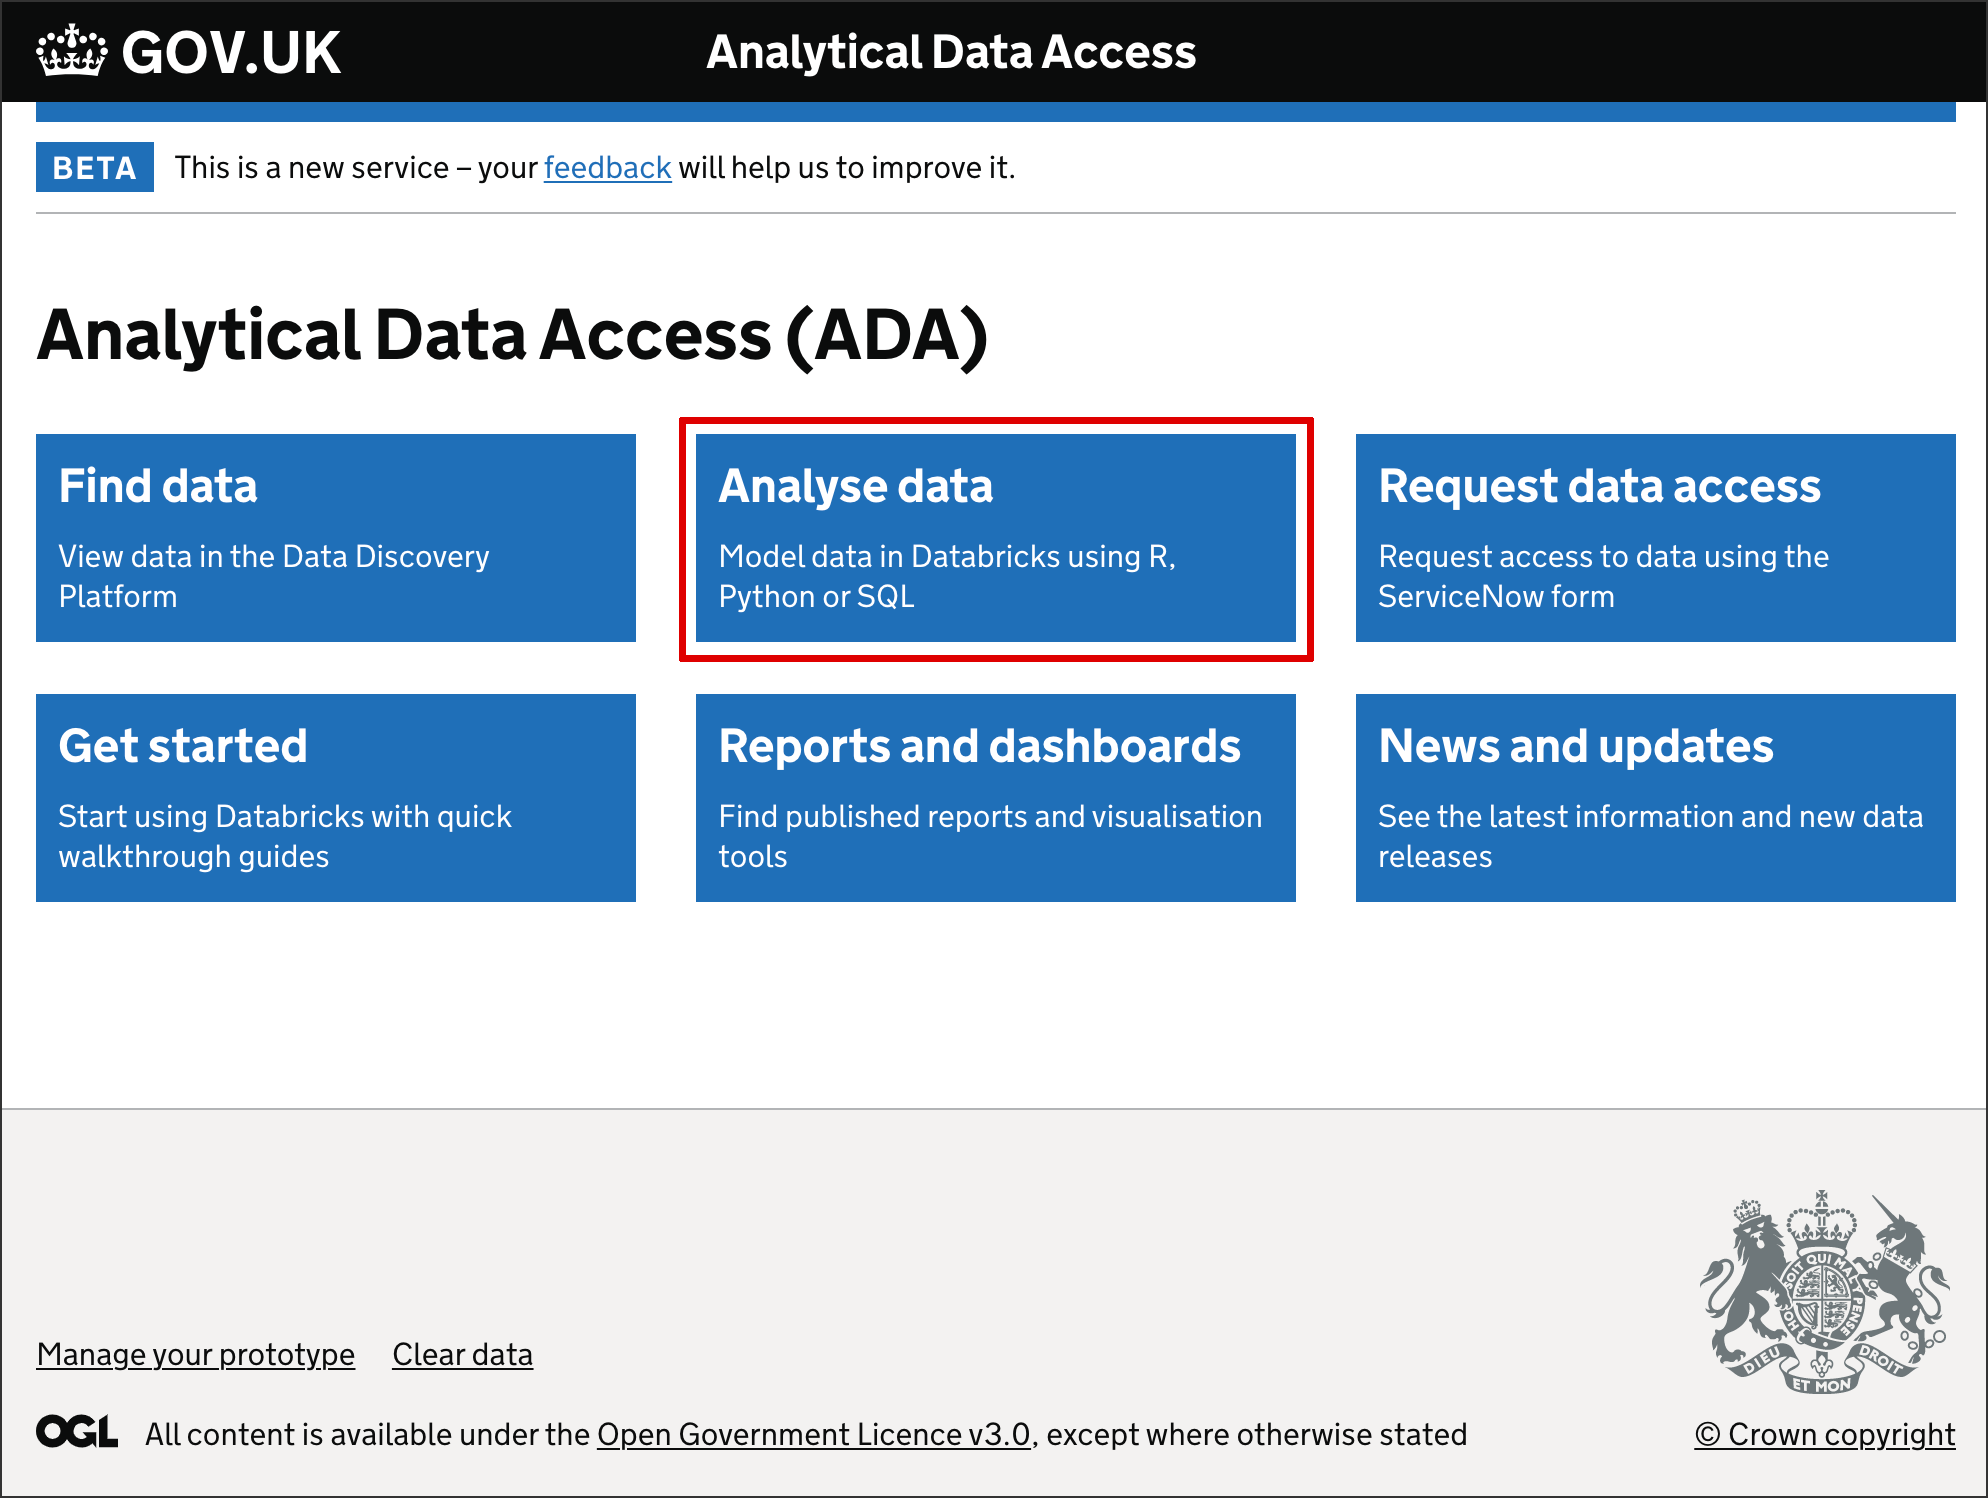 GOV.UK
Analytical Data Access
BETA
This is a new service – your feedback will help us to improve it.
Analytical Data Access (ADA)
Find data
View data in the Data Discovery
Platform
Analyse data
Model data in Databricks using R,
Python or SQL
Request data access
Request access to data using the
ServiceNow form
Get started
Start using Databricks with quick
walkthrough guides
Reports and dashboards
Find published reports and visualisation
tools
News and updates
See the latest information and new data
releases
SOIT QUI MAL Y PENSE
DIEU ET MON DROIT
Manage your prototype
Clear data
OGL
All content is available under the Open Government Licence v3.0, except where otherwise stated
© Crown copyright